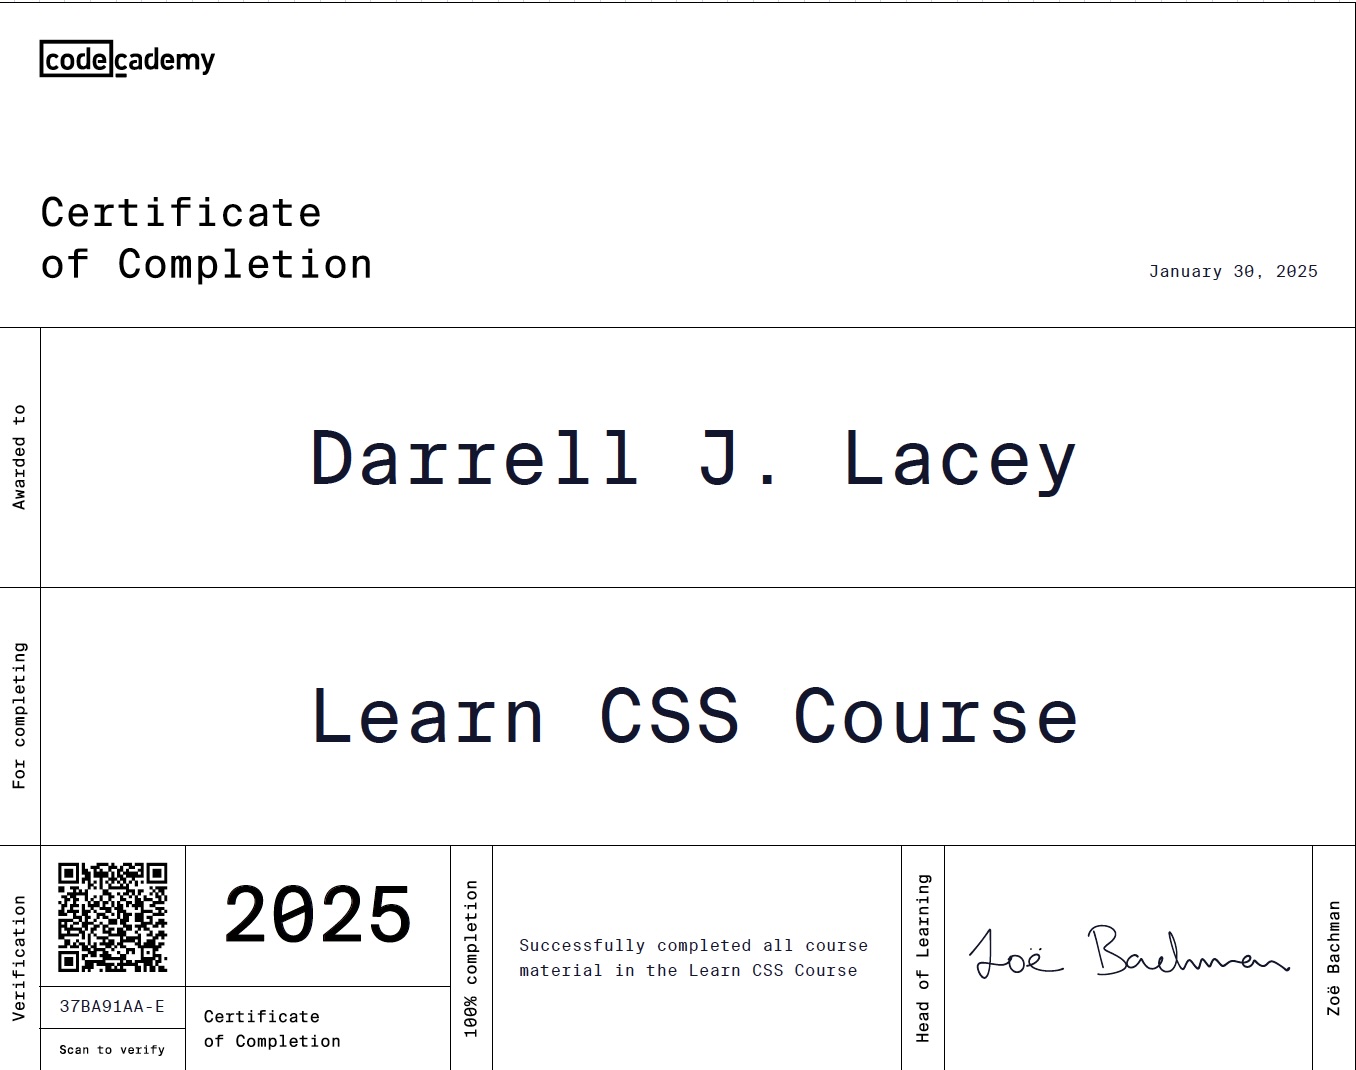 codecademy
Certificate
of Completion
January 30, 2025
Awarded to
Darrell J. Lacey
For completing
Learn CSS Course
Verification
37BA91AA-E
Scan to verify
2025
Certificate
of Completion
100% completion
Successfully completed all course
material in the Learn CSS Course
Head of Learning
Zoë Bachman
Zoë Bachman